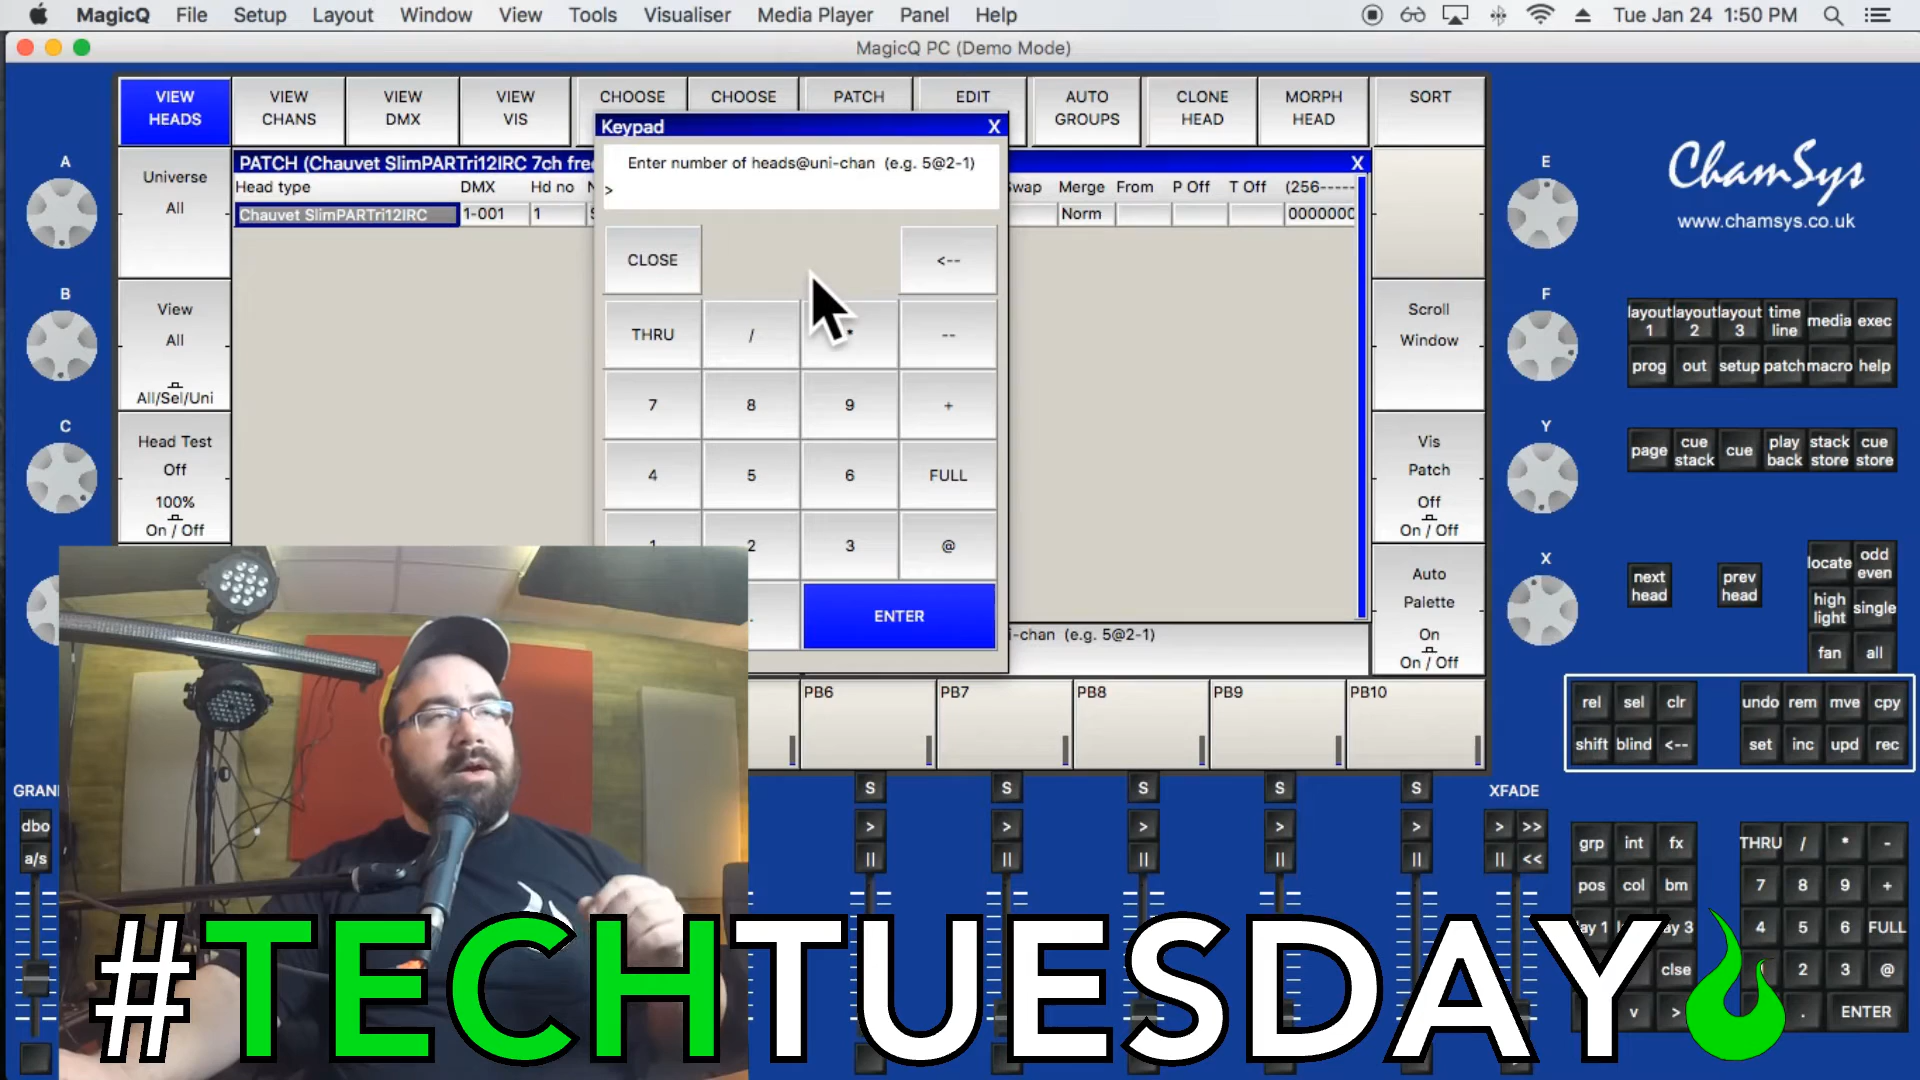 MagicQ File Setup Layout Window View Tools Visualiser Media Player Panel Help Tue Jan 24 1:50 PM
MagicQ PC (Demo Mode)
VIEW HEADS
VIEW CHANS
VIEW DMX
VIEW VIS
CHOOSE
CHOOSE
PATCH
EDIT
AUTO GROUPS
CLONE HEAD
MORPH HEAD
SORT
Keypad X
Enter number of heads@uni-chan (e.g. 5@2-1)
>
CLOSE <--
THRU / * --
7 8 9 +
4 5 6 FULL
1 2 3 @
. ENTER
PATCH (Chauvet SlimPARTri12IRC 7ch X
Head type DMX Hd no Merge From P Off T Off (256-----
Chauvet SlimPARTri12IRC 1-001 1 Norm 0000000
i-chan (e.g. 5@2-1)
Universe
All
View
All
All/Sel/Uni
Head Test
Off
100%
On / Off
Scroll
Window
Vis
Patch
Off
On / Off
Auto
Palette
On
On / Off
A
B
C
E
F
Y
X
ChamSys
www.chamsys.co.uk
layout 1 layout 2 layout 3 time line media exec
prog out setup patch macro help
page cue stack cue play back stack store cue store
next head prev head locate odd even
high light single
fan all
rel sel clr undo rem mve cpy
shift blind <-- set inc upd rec
PB6 PB7 PB8 PB9 PB10
S S S S S
> > > > >
|| || || || ||
XFADE
> >>
|| <<
GRAN
dbo
a/s
grp int fx THRU / * -
pos col bm 7 8 9 +
ay 1 ay 3 4 5 6 FULL
clse 2 3 @
v > . ENTER
#TECHTUESDAY